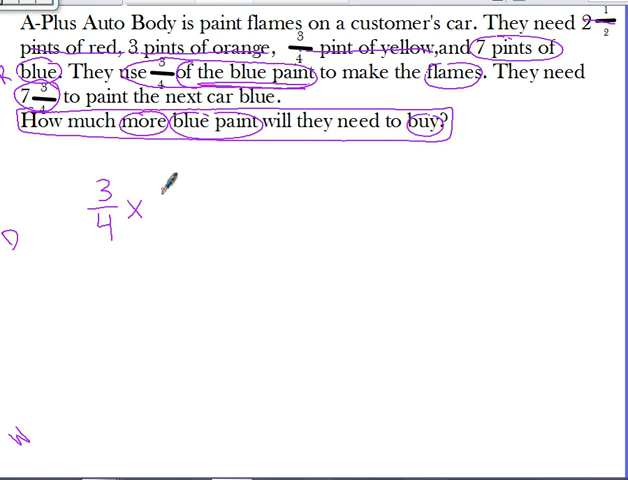 A-Plus Auto Body is paint flames on a customer's car. They need 2 1/2
pints of red, 3 pints of orange, 3/4 pint of yellow,and 7 pints of
R blue. They use 3/4 of the blue paint to make the flames. They need
7 3/4 to paint the next car blue.
How much more blue paint will they need to buy?
3/4 x
D
W